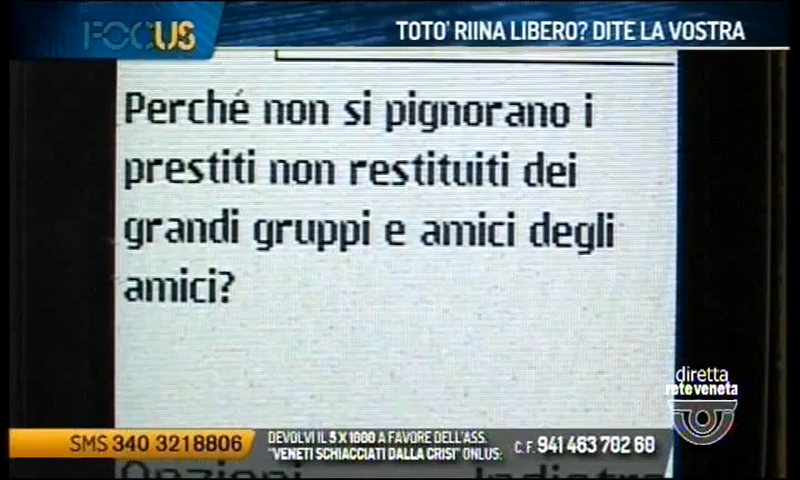 FOCUS
TOTO' RIINA LIBERO? DITE LA VOSTRA
Perché non si pignorano i
prestiti non restituiti dei
grandi gruppi e amici degli
amici?
diretta
reteveneta
SMS 340 3218806
DEVOLVI IL 5 X 1000 A FAVORE DELL'ASS.
"VENETI SCHIACCIATI DALLA CRISI" ONLUS:
C.F. 941 463 702 60
Opzioni Indietro